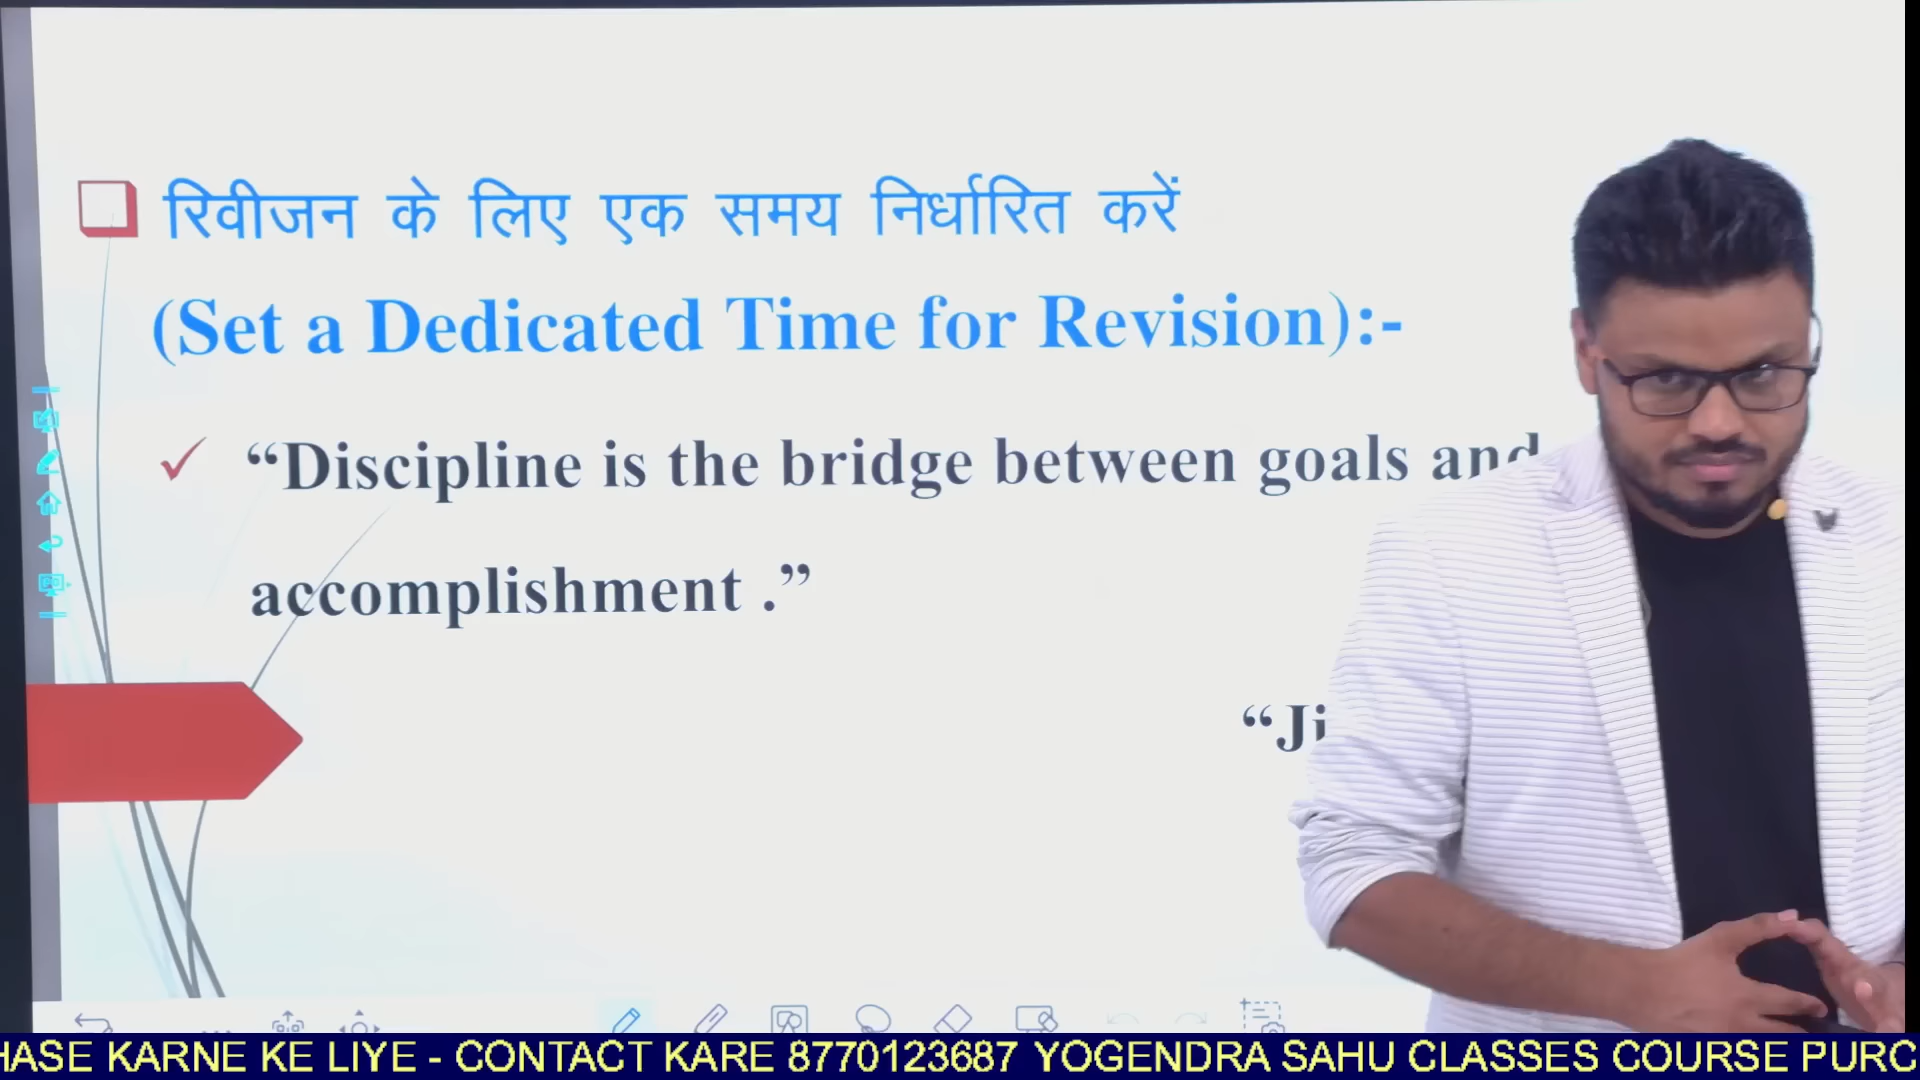 रिवीजन के लिए एक समय निर्धारित करें
(Set a Dedicated Time for Revision):-
“Discipline is the bridge between goals and
accomplishment .”
“Ji
HASE KARNE KE LIYE - CONTACT KARE 8770123687 YOGENDRA SAHU CLASSES COURSE PURC